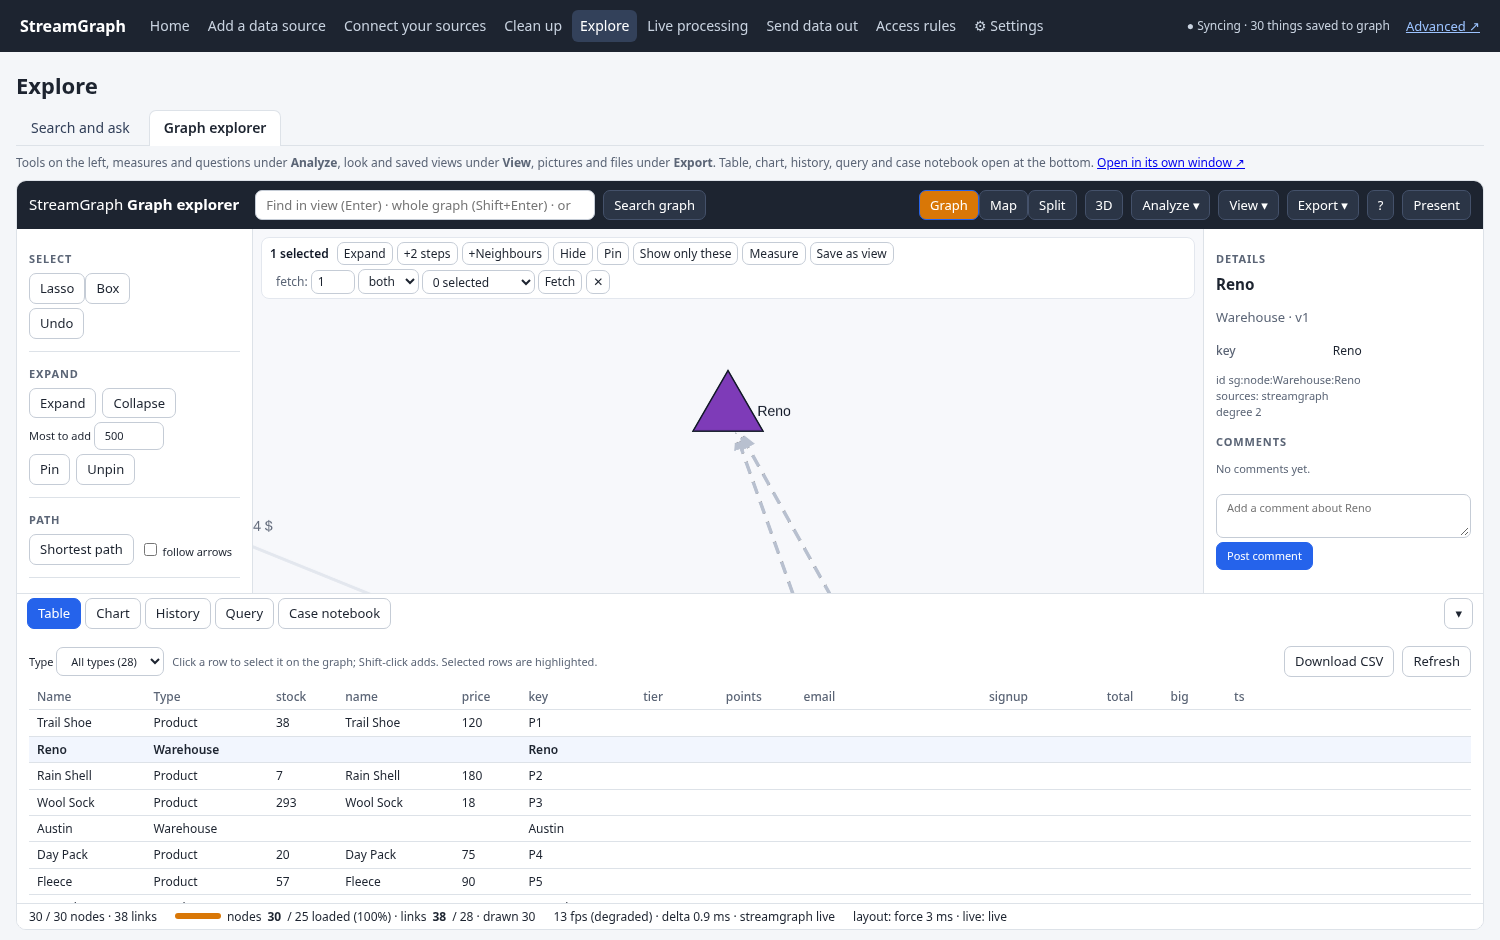 StreamGraph Home Add a data source Connect your sources Clean up Explore Live processing Send data out Access rules ⚙ Settings ● Syncing · 30 things saved to graph Advanced ↗
Explore
Search and ask Graph explorer
Tools on the left, measures and questions under Analyze, look and saved views under View, pictures and files under Export. Table, chart, history, query and case notebook open at the bottom. Open in its own window ↗
StreamGraph Graph explorer Find in view (Enter) · whole graph (Shift+Enter) · or Search graph Graph Map Split 3D Analyze ▾ View ▾ Export ▾ ? Present
SELECT
Lasso Box
Undo
EXPAND
Expand Collapse
Most to add 500
Pin Unpin
PATH
Shortest path follow arrows
1 selected Expand +2 steps +Neighbours Hide Pin Show only these Measure Save as view
fetch: 1 both 0 selected Fetch ✕
Reno
4 $
DETAILS
Reno
Warehouse · v1
key Reno
id sg:node:Warehouse:Reno
sources: streamgraph
degree 2
COMMENTS
No comments yet.
Add a comment about Reno
Post comment
Table Chart History Query Case notebook ▾
Type All types (28) Click a row to select it on the graph; Shift-click adds. Selected rows are highlighted. Download CSV Refresh
Name Type stock name price key tier points email signup total big ts
Trail Shoe Product 38 Trail Shoe 120 P1
Reno Warehouse Reno
Rain Shell Product 7 Rain Shell 180 P2
Wool Sock Product 293 Wool Sock 18 P3
Austin Warehouse Austin
Day Pack Product 20 Day Pack 75 P4
Fleece Product 57 Fleece 90 P5
30 / 30 nodes · 38 links nodes 30 / 25 loaded (100%) · links 38 / 28 · drawn 30 13 fps (degraded) · delta 0.9 ms · streamgraph live layout: force 3 ms · live: live